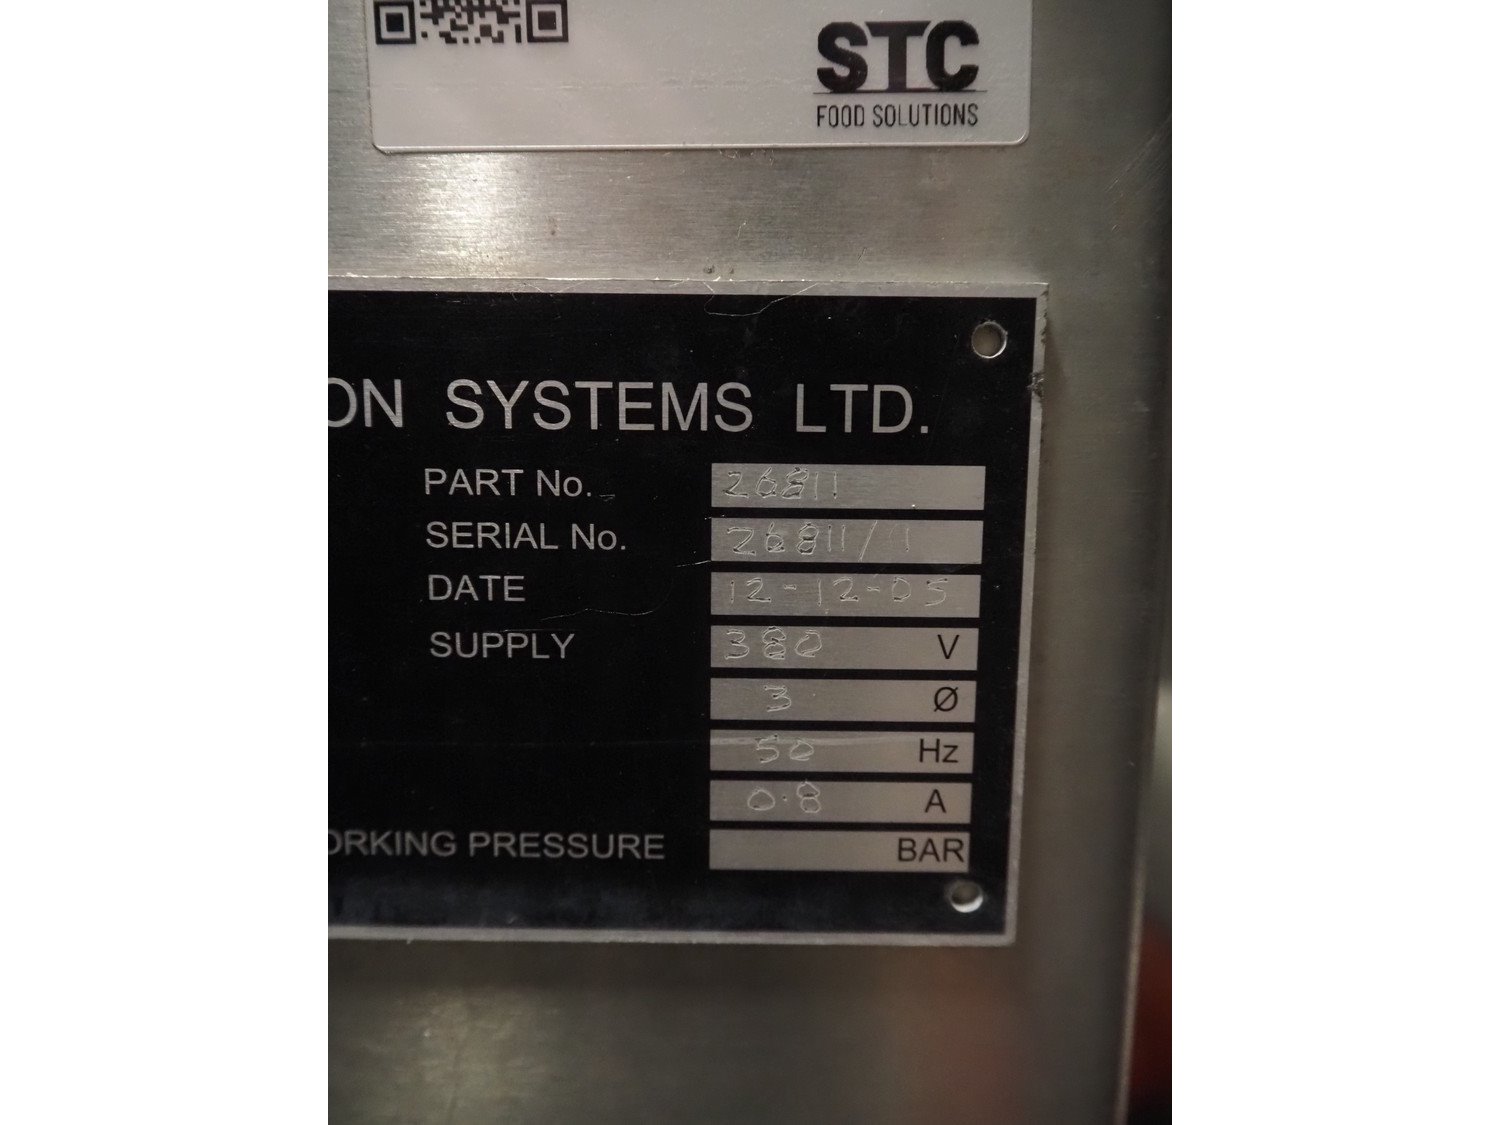 STC
FOOD SOLUTIONS
ON SYSTEMS LTD.
PART No. 26811
SERIAL No. 26811/1
DATE 12-12-05
SUPPLY 380 V
3 Ø
50 Hz
0.8 A
ORKING PRESSURE BAR